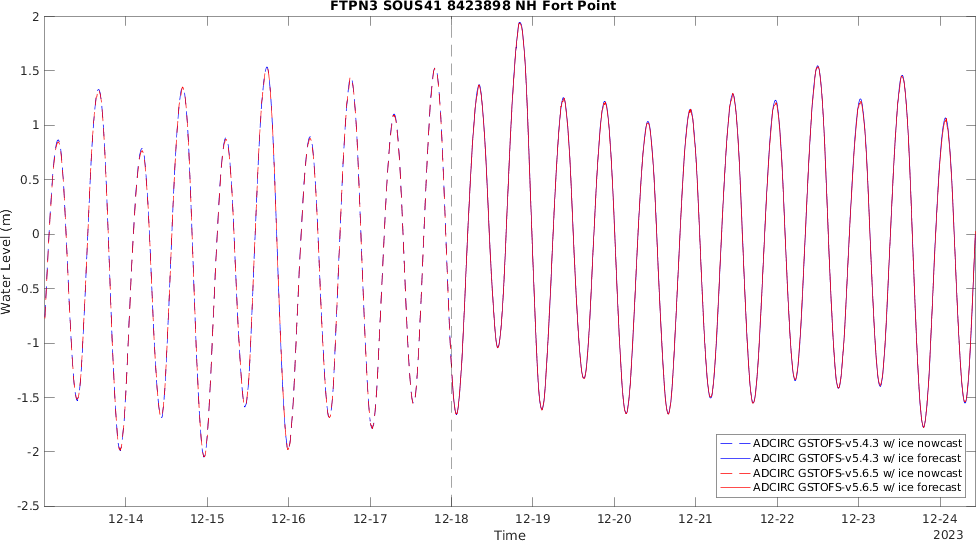 FTPN3 SOUS41 8423898 NH Fort Point
Water Level (m)
2
1.5
1
0.5
0
-0.5
-1
-1.5
-2
-2.5
12-14 12-15 12-16 12-17 12-18 12-19 12-20 12-21 12-22 12-23 12-24
Time
2023
ADCIRC GSTOFS-v5.4.3 w/ ice nowcast
ADCIRC GSTOFS-v5.4.3 w/ ice forecast
ADCIRC GSTOFS-v5.6.5 w/ ice nowcast
ADCIRC GSTOFS-v5.6.5 w/ ice forecast